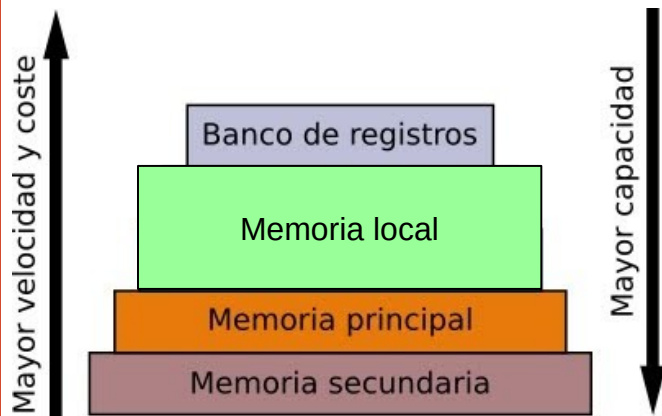 Mayor velocidad y coste
Banco de registros
Memoria local
Memoria principal
Memoria secundaria
Mayor capacidad